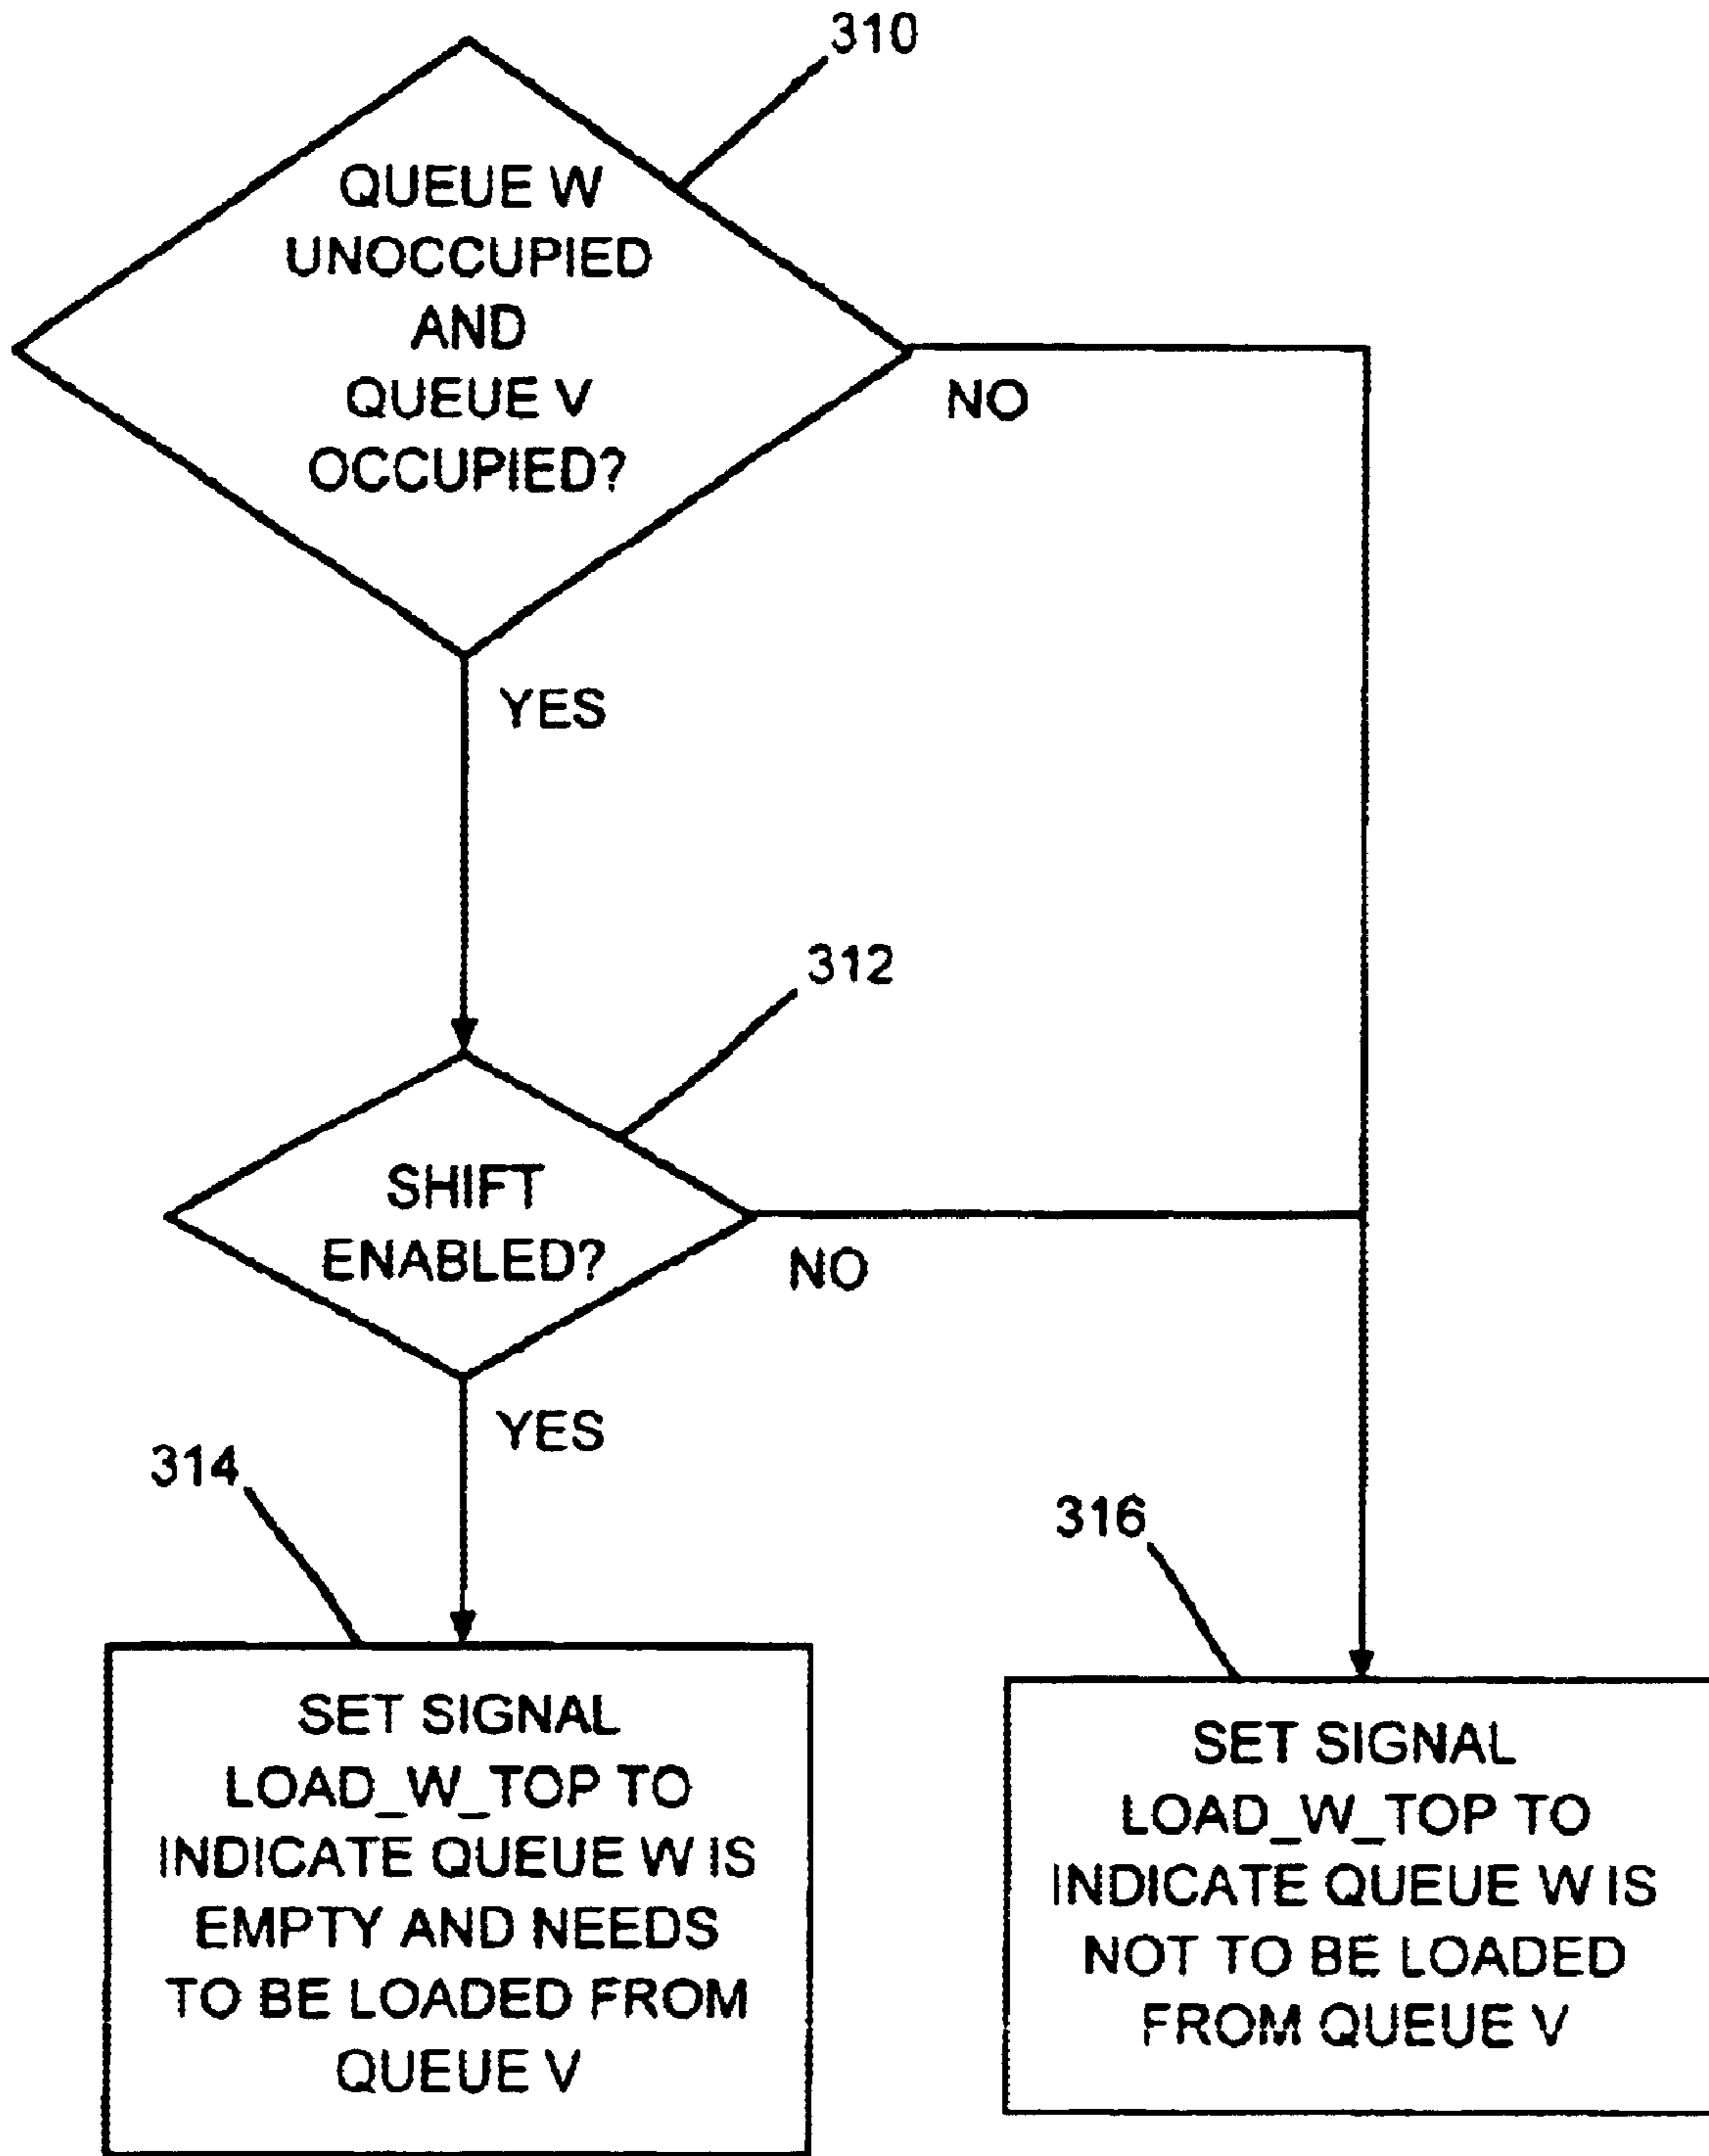 310
QUEUE W
UNOCCUPIED
AND
QUEUE V
OCCUPIED?
NO
YES
312
SHIFT
ENABLED?
NO
YES
314
316
SET SIGNAL
LOAD_W_TOP TO
INDICATE QUEUE W IS
EMPTY AND NEEDS
TO BE LOADED FROM
QUEUE V
SET SIGNAL
LOAD_W_TOP TO
INDICATE QUEUE W IS
NOT TO BE LOADED
FROM QUEUE V